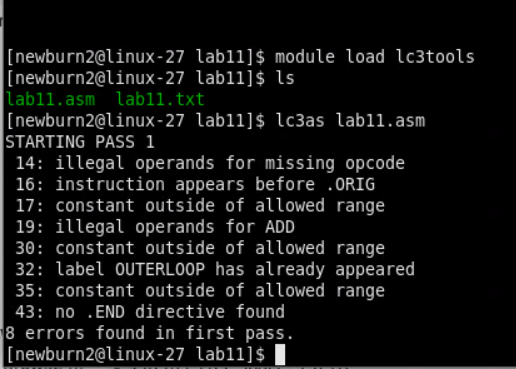 [newburn2@linux-27 lab11]$ module load lc3tools
[newburn2@linux-27 lab11]$ ls
lab11.asm  lab11.txt
[newburn2@linux-27 lab11]$ lc3as lab11.asm
STARTING PASS 1
 14: illegal operands for missing opcode
 16: instruction appears before .ORIG
 17: constant outside of allowed range
 19: illegal operands for ADD
 30: constant outside of allowed range
 32: label OUTERLOOP has already appeared
 35: constant outside of allowed range
 43: no .END directive found
8 errors found in first pass.
[newburn2@linux-27 lab11]$